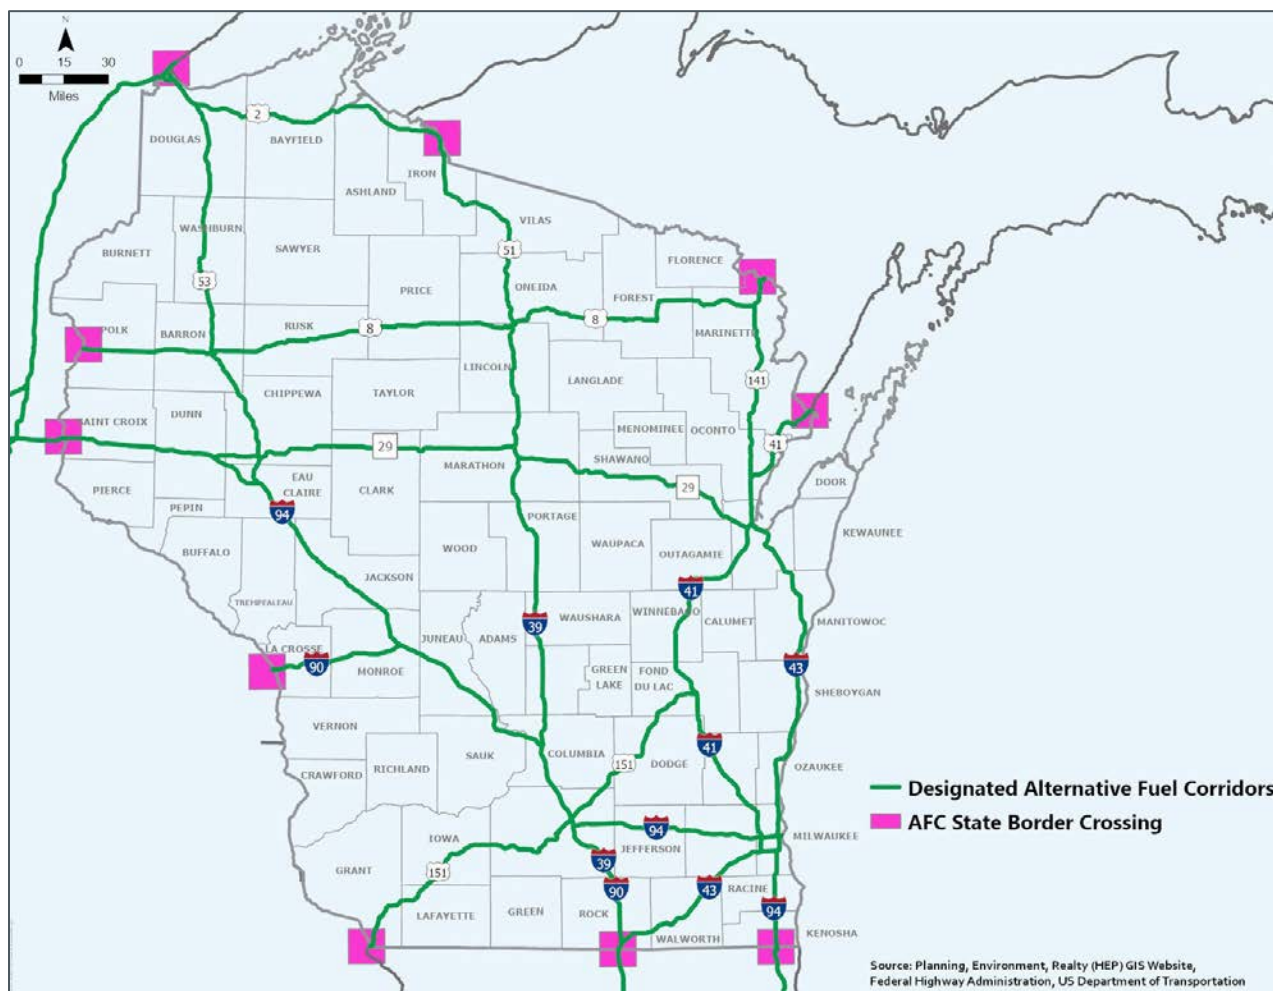 N
0 15 30
Miles
2
DOUGLAS
BAYFIELD
IRON
ASHLAND
VILAS
WASHBURN
51
BURNETT
SAWYER
FLORENCE
53
PRICE
ONEIDA
FOREST
POLK
BARRON
RUSK
8
8
MARINETTE
LINCOLN
141
CHIPPEWA
TAYLOR
LANGLADE
SAINT CROIX
DUNN
MENOMINEE
OCONTO
29
41
MARATHON
SHAWANO
PIERCE
EAU
CLAIRE
CLARK
29
DOOR
PEPIN
94
PORTAGE
KEWAUNEE
BUFFALO
WOOD
WAUPACA
OUTAGAMIE
JACKSON
41
TREMPEALEAU
WINNEBAGO
39
WAUSHARA
CALUMET
MANITOWOC
LA CROSSE
JUNEAU
ADAMS
90
MONROE
GREEN
LAKE
FOND
DU LAC
43
SHEBOYGAN
VERNON
41
SAUK
COLUMBIA
151
DODGE
OZAUKEE
CRAWFORD
RICHLAND
Designated Alternative Fuel Corridors
AFC State Border Crossing
94
MILWAUKEE
IOWA
JEFFERSON
39
GRANT
151
90
43
RACINE
94
LAFAYETTE
GREEN
ROCK
WALWORTH
KENOSHA
Source: Planning, Environment, Realty (HEP) GIS Website,
Federal Highway Administration, US Department of Transportation